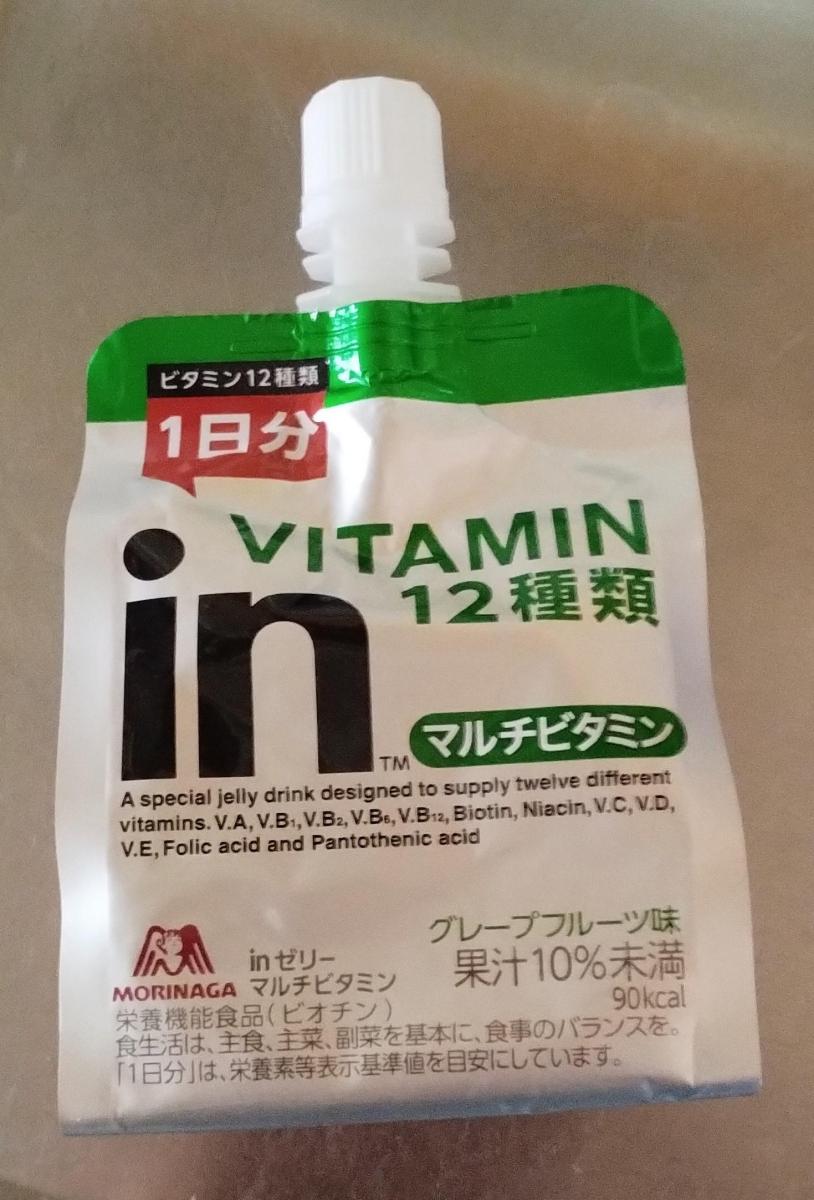 ビタミン12種類
1日分
VITAMIN
12種類
in
TM
マルチビタミン
A special jelly drink designed to supply twelve different
vitamins. V.A, V.B₁, V.B₂, V.B₆, V.B₁₂, Biotin, Niacin, V.C, V.D,
V.E, Folic acid and Pantothenic acid
グレープフルーツ味
果汁10%未満
90kcal
MORINAGA
inゼリー
マルチビタミン
栄養機能食品(ビオチン)
食生活は、主食、主菜、副菜を基本に、食事のバランスを。
「1日分」は、栄養素等表示基準値を目安にしています。